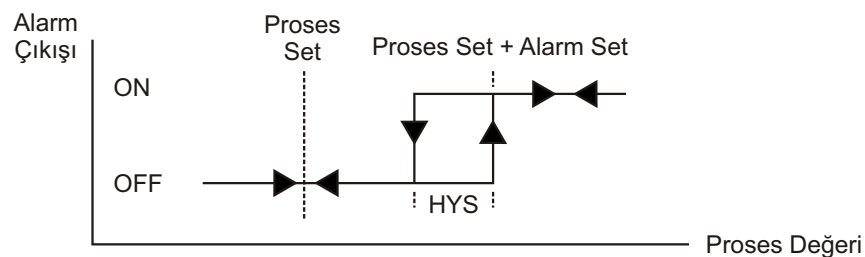 Alarm
Çıkışı
Proses
Set
Proses Set + Alarm Set
ON
OFF
HYS
Proses Değeri